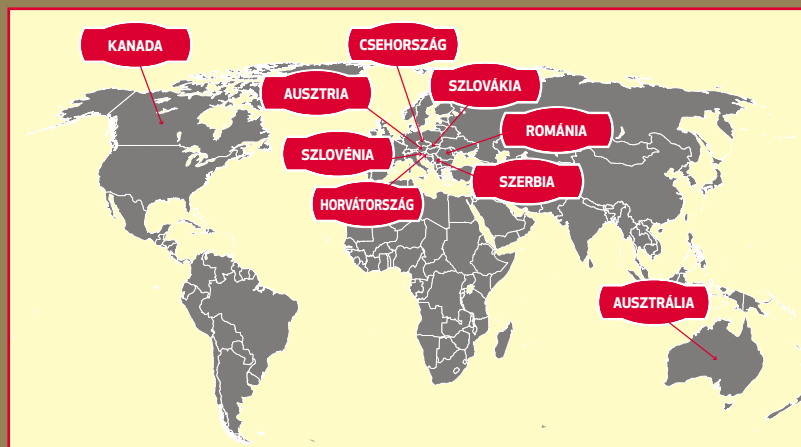 KANADA
CSEHORSZÁG
AUSZTRIA
SZLOVÁKIA
ROMÁNIA
SZLOVÉNIA
SZERBIA
HORVÁTORSZÁG
AUSZTRÁLIA